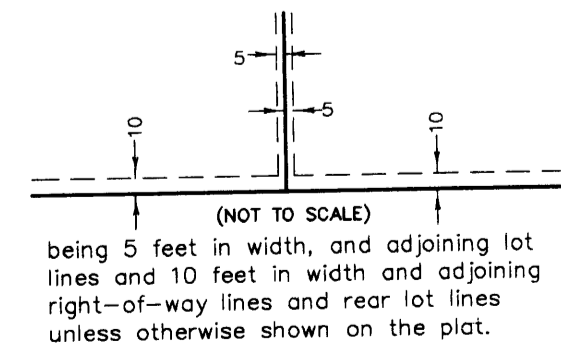 5
5
10
10
(NOT TO SCALE)
being 5 feet in width, and adjoining lot
lines and 10 feet in width and adjoining
right-of-way lines and rear lot lines
unless otherwise shown on the plat.